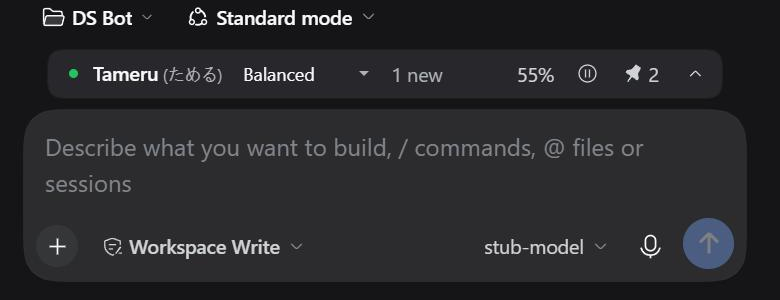 DS Bot Standard mode
Tameru (ためる) Balanced 1 new 55% 2
Describe what you want to build, / commands, @ files or
sessions
Workspace Write stub-model